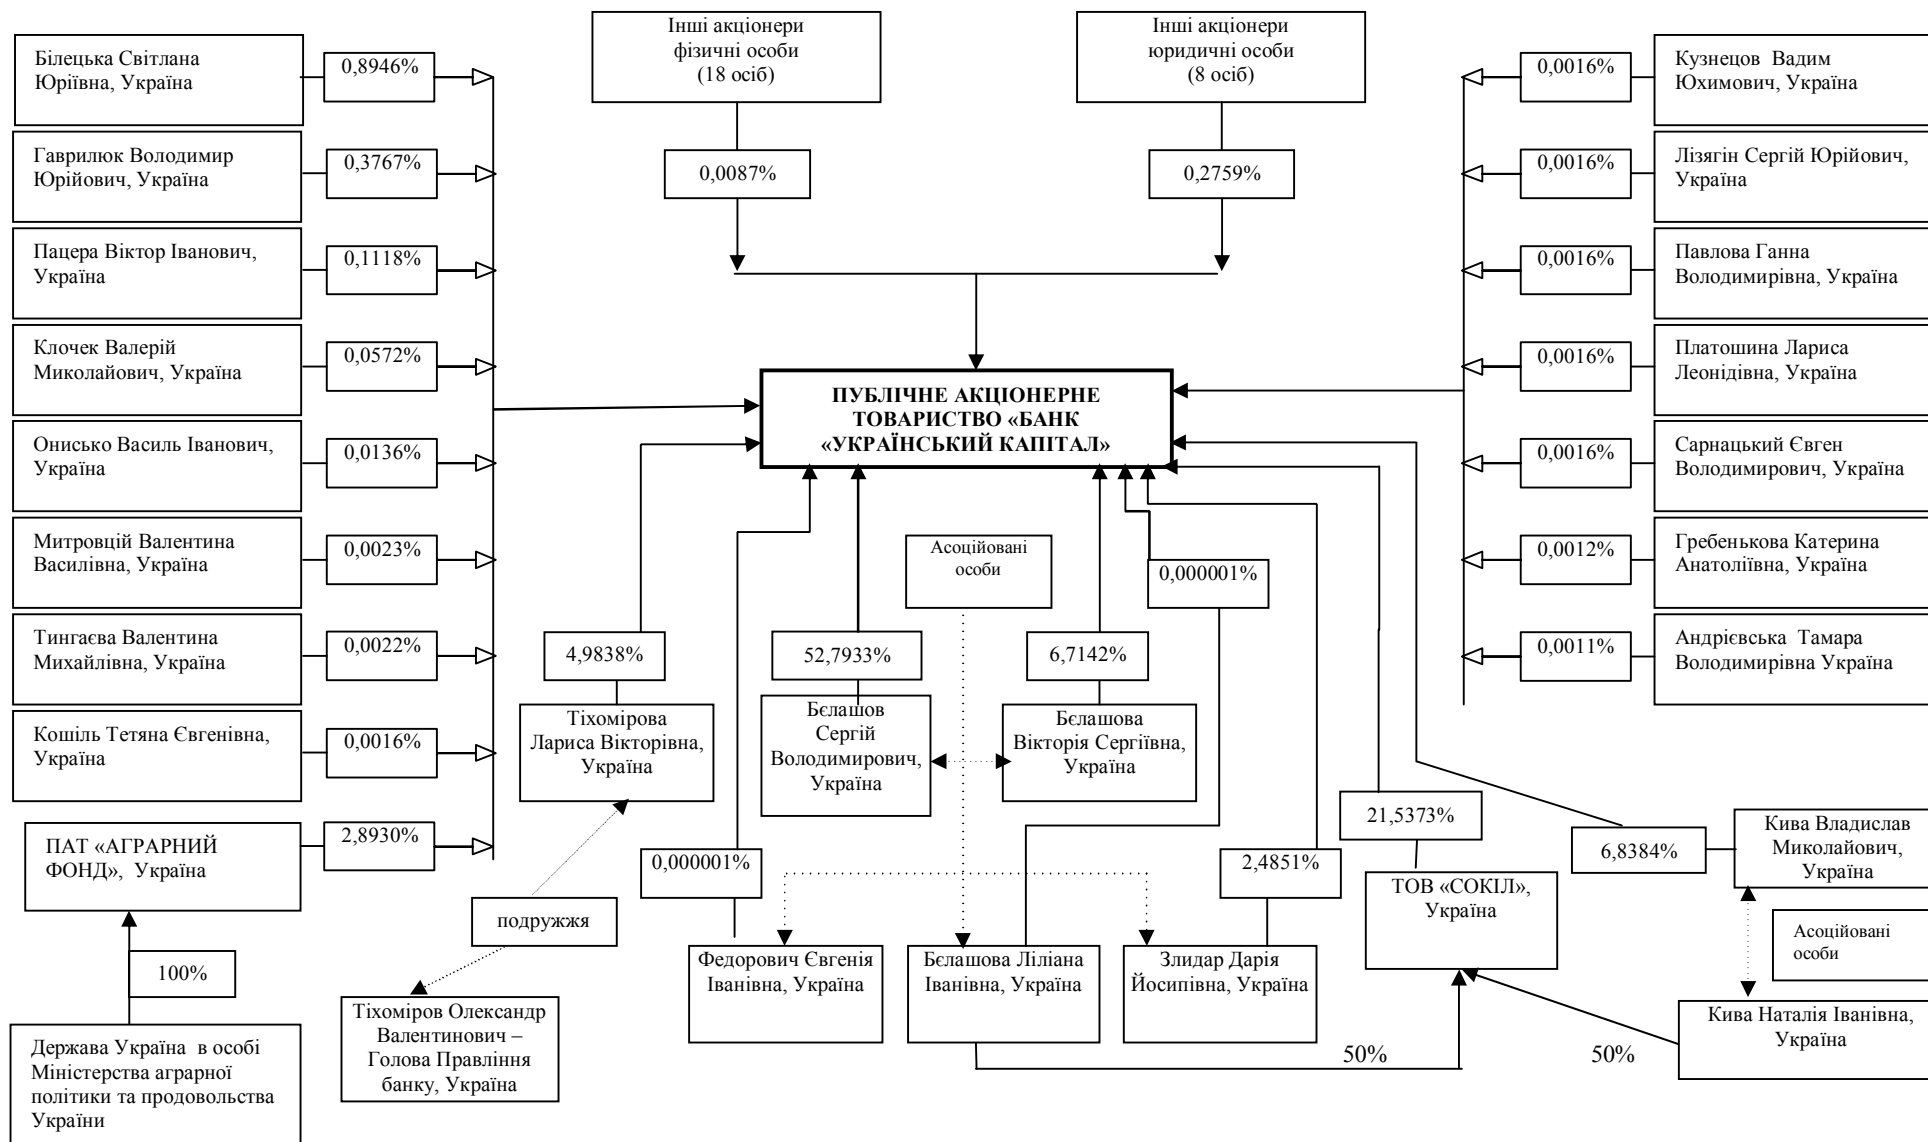 Інші акціонери
фізичні особи
(18 осіб)
Інші акціонери
юридичні особи
(8 осіб)
0,0087%
0,2759%
Білецька Світлана
Юріївна, Україна
0,8946%
Гаврилюк Володимир
Юрійович, Україна
0,3767%
Пацера Віктор Іванович,
Україна
0,1118%
Клочек Валерій
Миколайович, Україна
0,0572%
Онисько Василь Іванович,
Україна
0,0136%
Митровцій Валентина
Василівна, Україна
0,0023%
Тингаєва Валентина
Михайлівна, Україна
0,0022%
Кошіль Тетяна Євгенівна,
Україна
0,0016%
ПАТ «АГРАРНИЙ
ФОНД», Україна
2,8930%
100%
Держава Україна в особі
Міністерства аграрної
політики та продовольства
України
ПУБЛІЧНЕ АКЦІОНЕРНЕ
ТОВАРИСТВО «БАНК
«УКРАЇНСЬКИЙ КАПІТАЛ»
0,0016%
Кузнецов Вадим
Юхимович, Україна
0,0016%
Лізягін Сергій Юрійович,
Україна
0,0016%
Павлова Ганна
Володимирівна, Україна
0,0016%
Платошина Лариса
Леонідівна, Україна
0,0016%
Сарнацький Євген
Володимирович, Україна
0,0012%
Гребенькова Катерина
Анатоліївна, Україна
0,0011%
Андрієвська Тамара
Володимирівна Україна
Асоційовані
особи
0,000001%
4,9838%
52,7933%
6,7142%
Тіхомірова
Лариса Вікторівна,
Україна
Бєлашов
Сергій
Володимирович,
Україна
Бєлашова
Вікторія Сергіївна,
Україна
0,000001%
2,4851%
21,5373%
6,8384%
Кива Владислав
Миколайович,
Україна
подружжя
ТОВ «СОКІЛ»,
Україна
Асоційовані
особи
Федорович Євгенія
Іванівна, Україна
Бєлашова Ліліана
Іванівна, Україна
Злидар Дарія
Йосипівна, Україна
Тіхоміров Олександр
Валентинович –
Голова Правління
банку, Україна
50%
50%
Кива Наталія Іванівна,
Україна